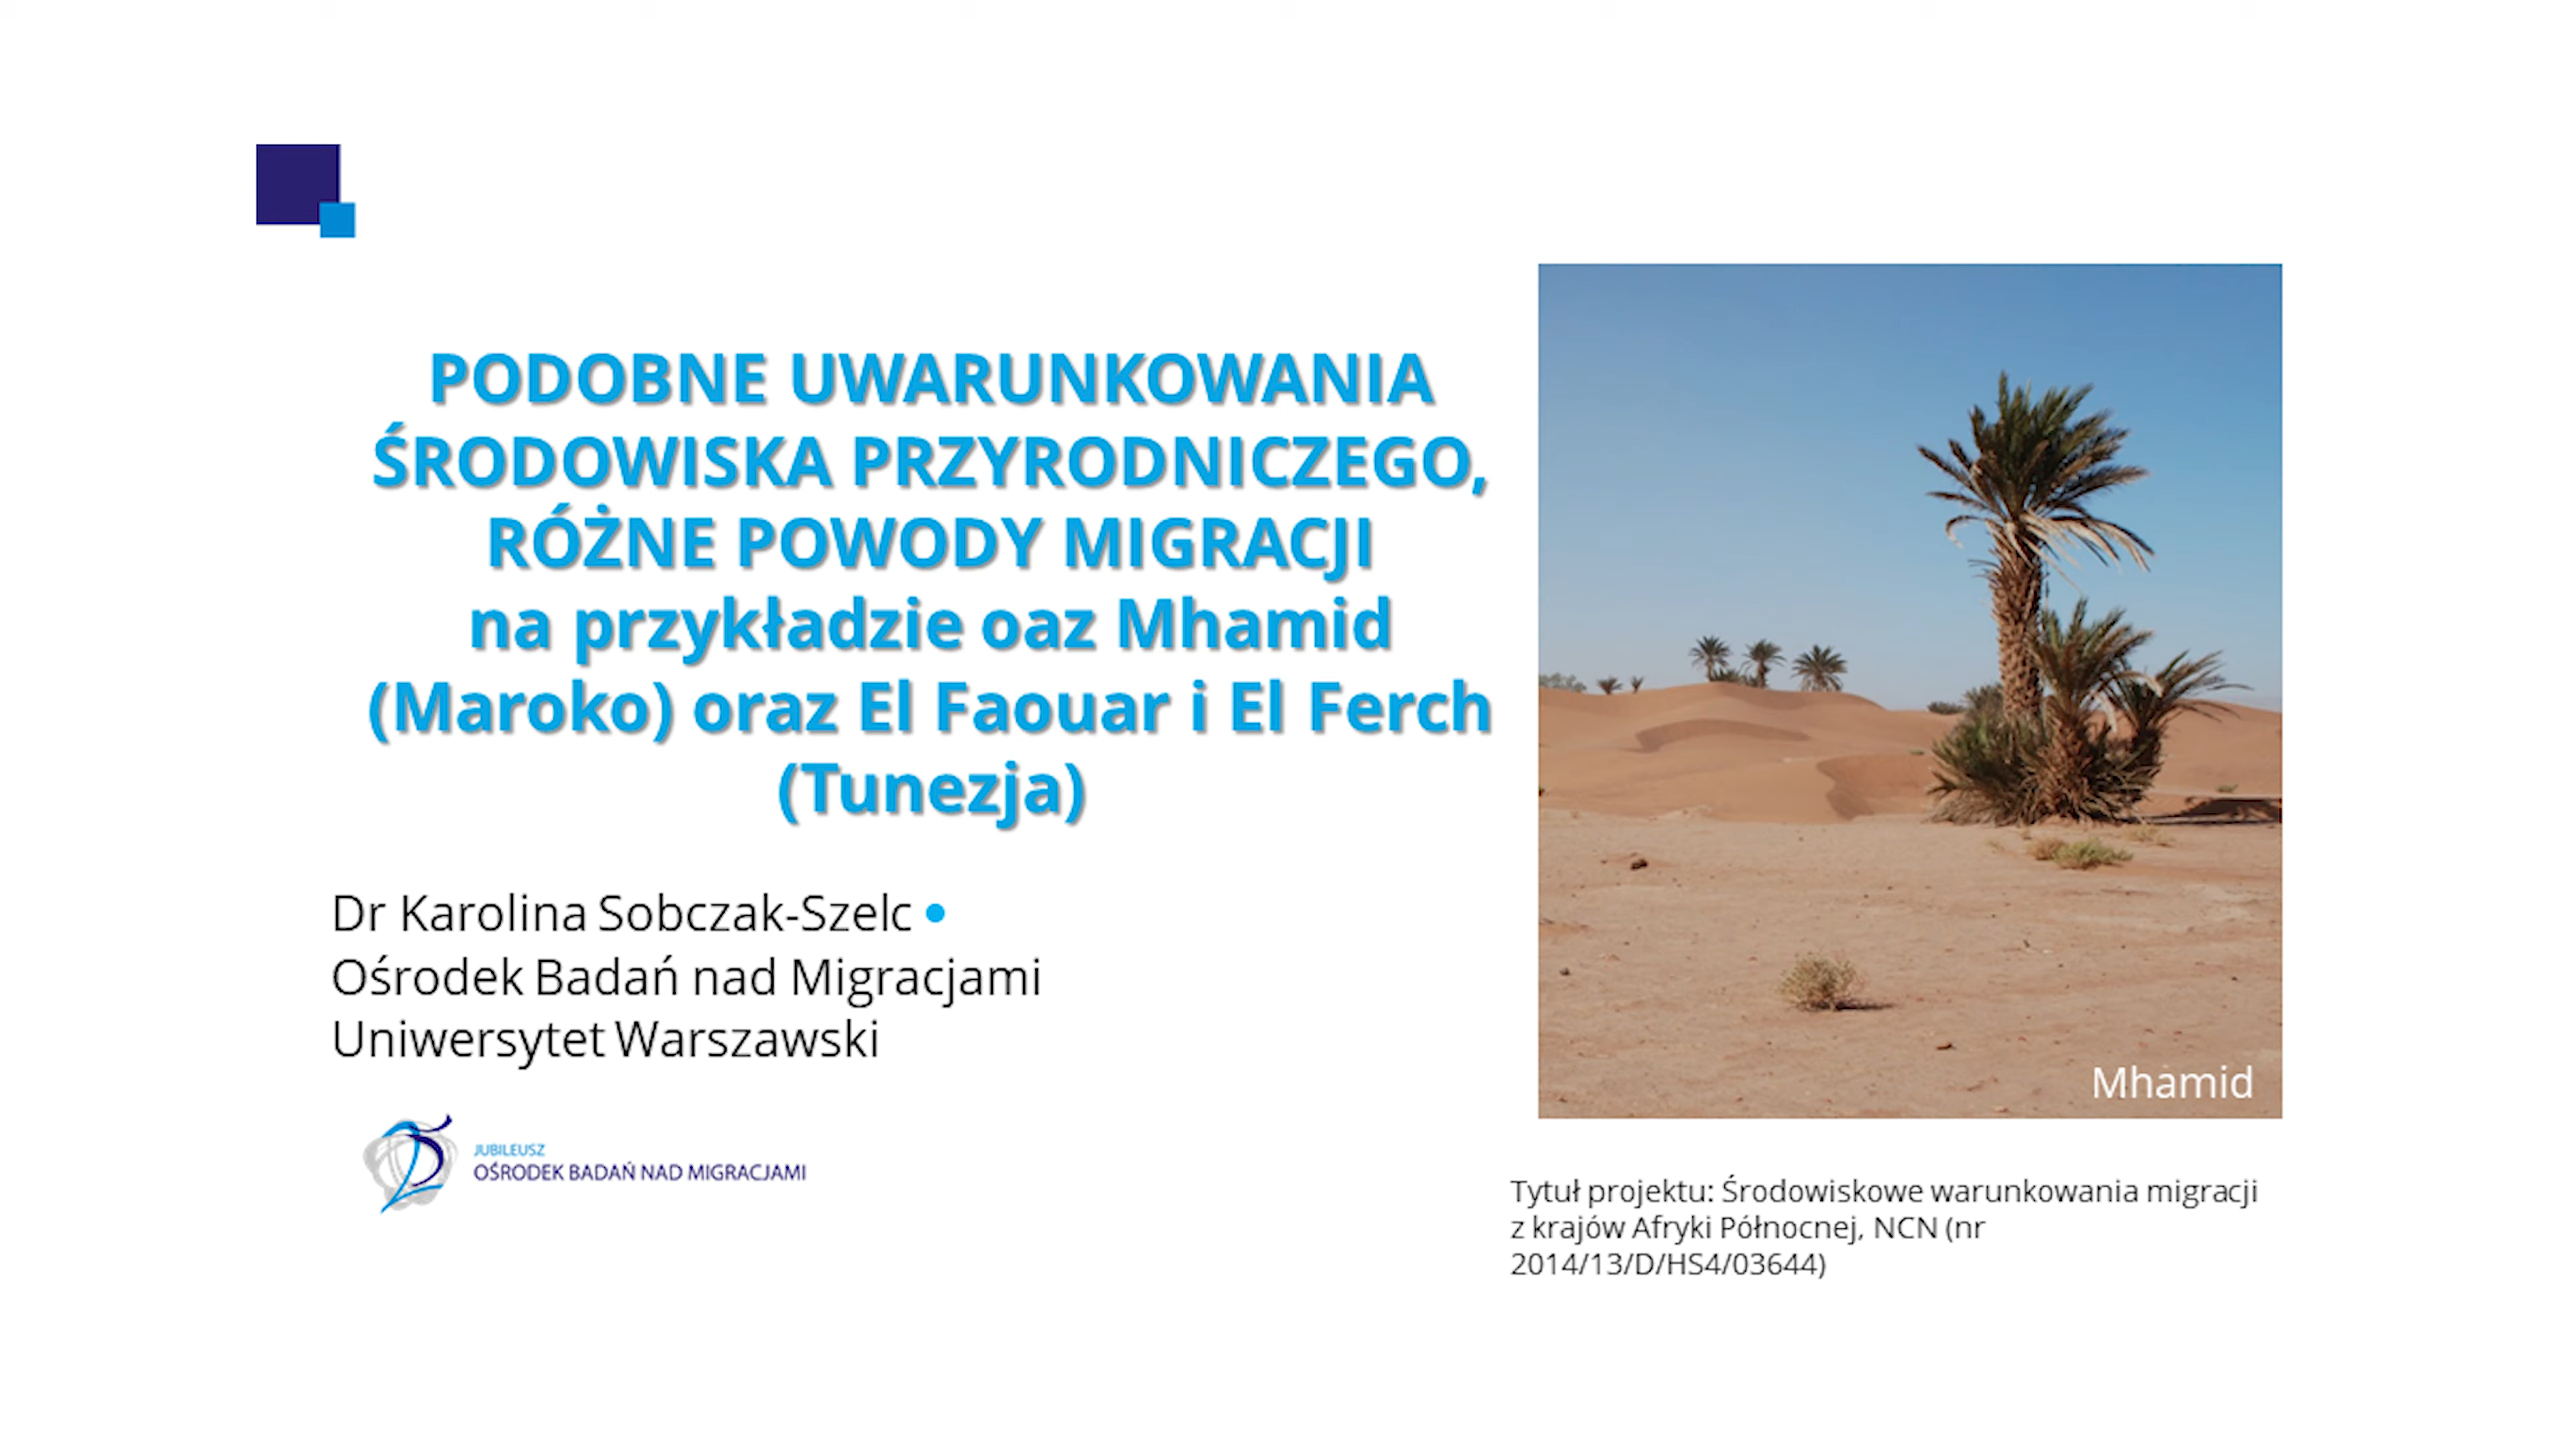 PODOBNE UWARUNKOWANIA
ŚRODOWISKA PRZYRODNICZEGO,
RÓŻNE POWODY MIGRACJI
na przykładzie oaz Mhamid
(Maroko) oraz El Faouar i El Ferch
(Tunezja)
Dr Karolina Sobczak-Szelc •
Ośrodek Badań nad Migracjami
Uniwersytet Warszawski
JUBILEUSZ
OŚRODEK BADAŃ NAD MIGRACJAMI
Mhamid
Tytuł projektu: Środowiskowe warunkowania migracji
z krajów Afryki Północnej, NCN (nr
2014/13/D/HS4/03644)